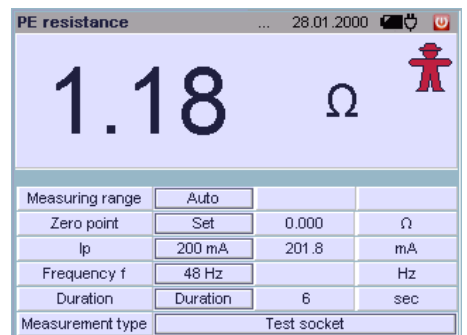 PE resistance ... 28.01.2000
1.18 Ω
Measuring range Auto
Zero point Set 0.000 Ω
Ip 200 mA 201.8 mA
Frequency f 48 Hz Hz
Duration Duration 6 sec
Measurement type Test socket